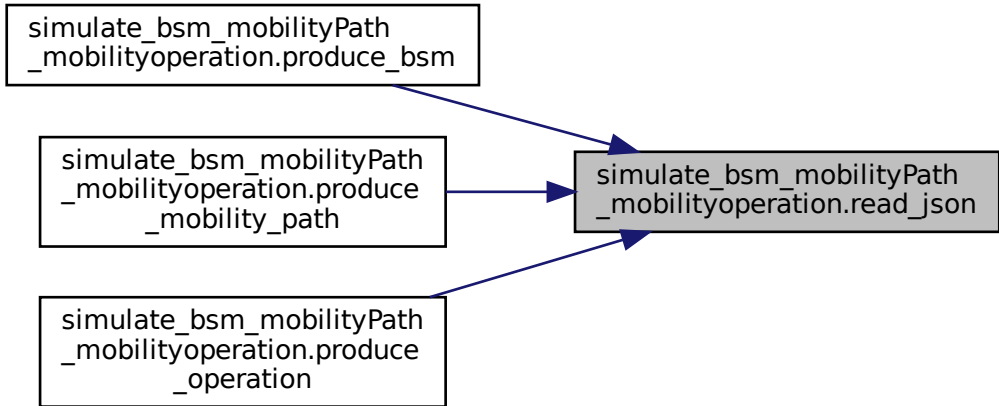 simulate_bsm_mobilityPath
_mobilityoperation.produce_bsm
simulate_bsm_mobilityPath
_mobilityoperation.produce
_mobility_path
simulate_bsm_mobilityPath
_mobilityoperation.read_json
simulate_bsm_mobilityPath
_mobilityoperation.produce
_operation